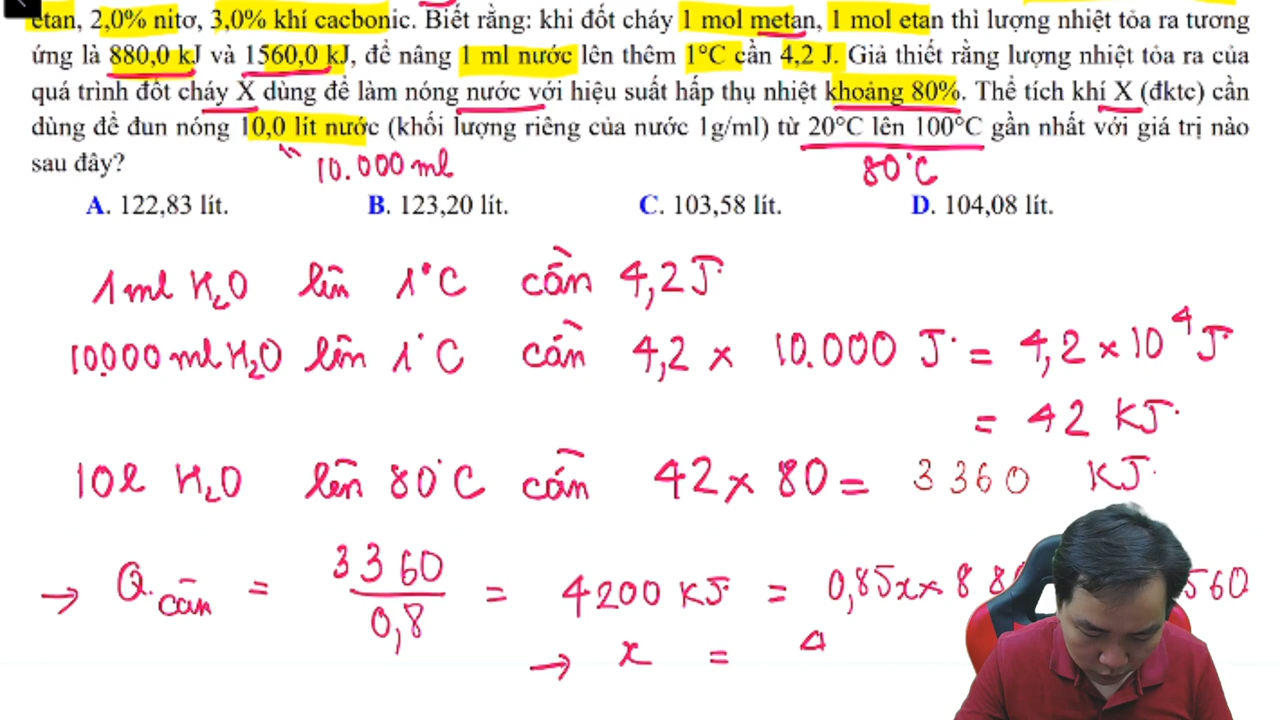 etan, 2,0% nitơ, 3,0% khí cacbonic. Biết rằng: khi đốt cháy 1 mol metan, 1 mol etan thì lượng nhiệt tỏa ra tương
ứng là 880,0 kJ và 1560,0 kJ, để nâng 1 ml nước lên thêm 1°C cần 4,2 J. Giả thiết rằng lượng nhiệt tỏa ra của
quá trình đốt cháy X dùng để làm nóng nước với hiệu suất hấp thụ nhiệt khoảng 80%. Thể tích khí X (đktc) cần
dùng để đun nóng 10,0 lít nước (khối lượng riêng của nước 1g/ml) từ 20°C lên 100°C gần nhất với giá trị nào
sau đây?
10.000 ml
80°C
A. 122,83 lít. B. 123,20 lít. C. 103,58 lít. D. 104,08 lít.
1ml H₂O lên 1°C cần 4,2J
10.000 ml H₂O lên 1°C cần 4,2 x 10.000 J. = 4,2 x 10⁴ J
= 42 KJ.
10l H₂O lên 80°C cần 42 x 80 = 3360 KJ.
→ Q cần = 3360 / 0,8 = 4200 KJ. = 0,85x x 88 560
→ x = 4